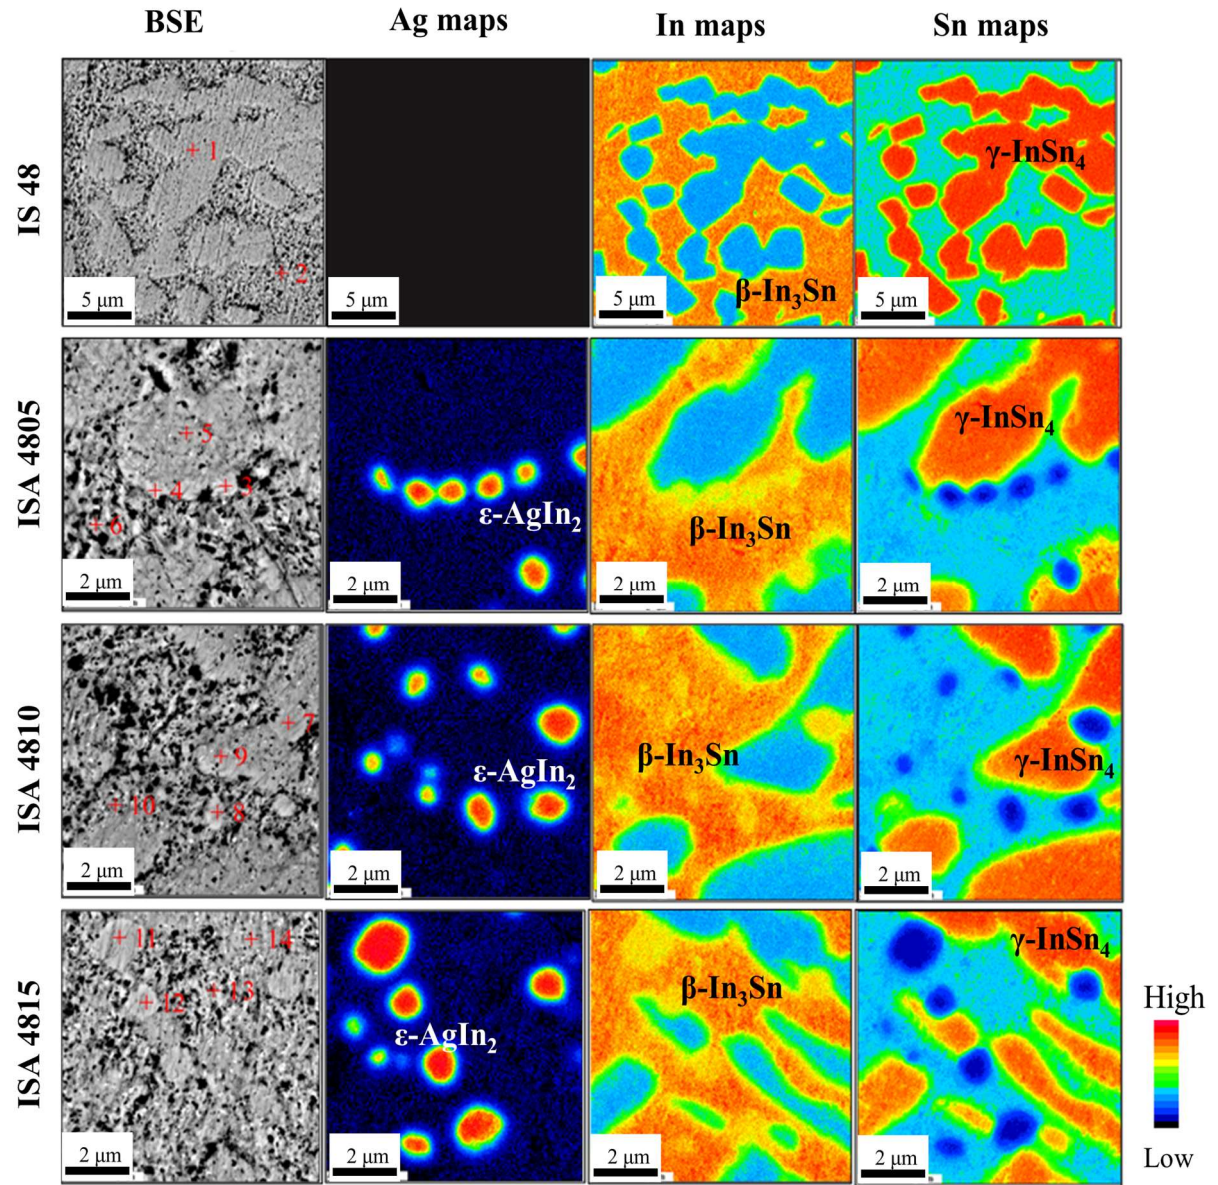 BSE Ag maps In maps Sn maps
IS 48
+ 1
+ 2
5 μm
5 μm
β-In₃Sn
5 μm
γ-InSn₄
5 μm
ISA 4805
+ 5
+ 4 + 3
+ 6
2 μm
ε-AgIn₂
2 μm
β-In₃Sn
2 μm
γ-InSn₄
2 μm
ISA 4810
+ 7
+ 9
+ 10 + 8
2 μm
ε-AgIn₂
2 μm
β-In₃Sn
2 μm
γ-InSn₄
2 μm
ISA 4815
+ 11 + 14
+ 12 + 13
2 μm
ε-AgIn₂
2 μm
β-In₃Sn
2 μm
γ-InSn₄
2 μm
High
Low